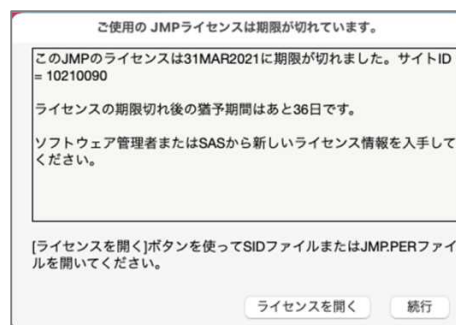 ご使用の JMPライセンスは期限が切れています。
このJMPのライセンスは31MAR2021に期限が切れました。サイトID
= 10210090
ライセンスの期限切れ後の猶予期間はあと36日です。
ソフトウェア管理者またはSASから新しいライセンス情報を入手して
ください。
[ライセンスを開く]ボタンを使ってSIDファイルまたはJMP.PERファイ
ルを開いてください。
ライセンスを開く
続行